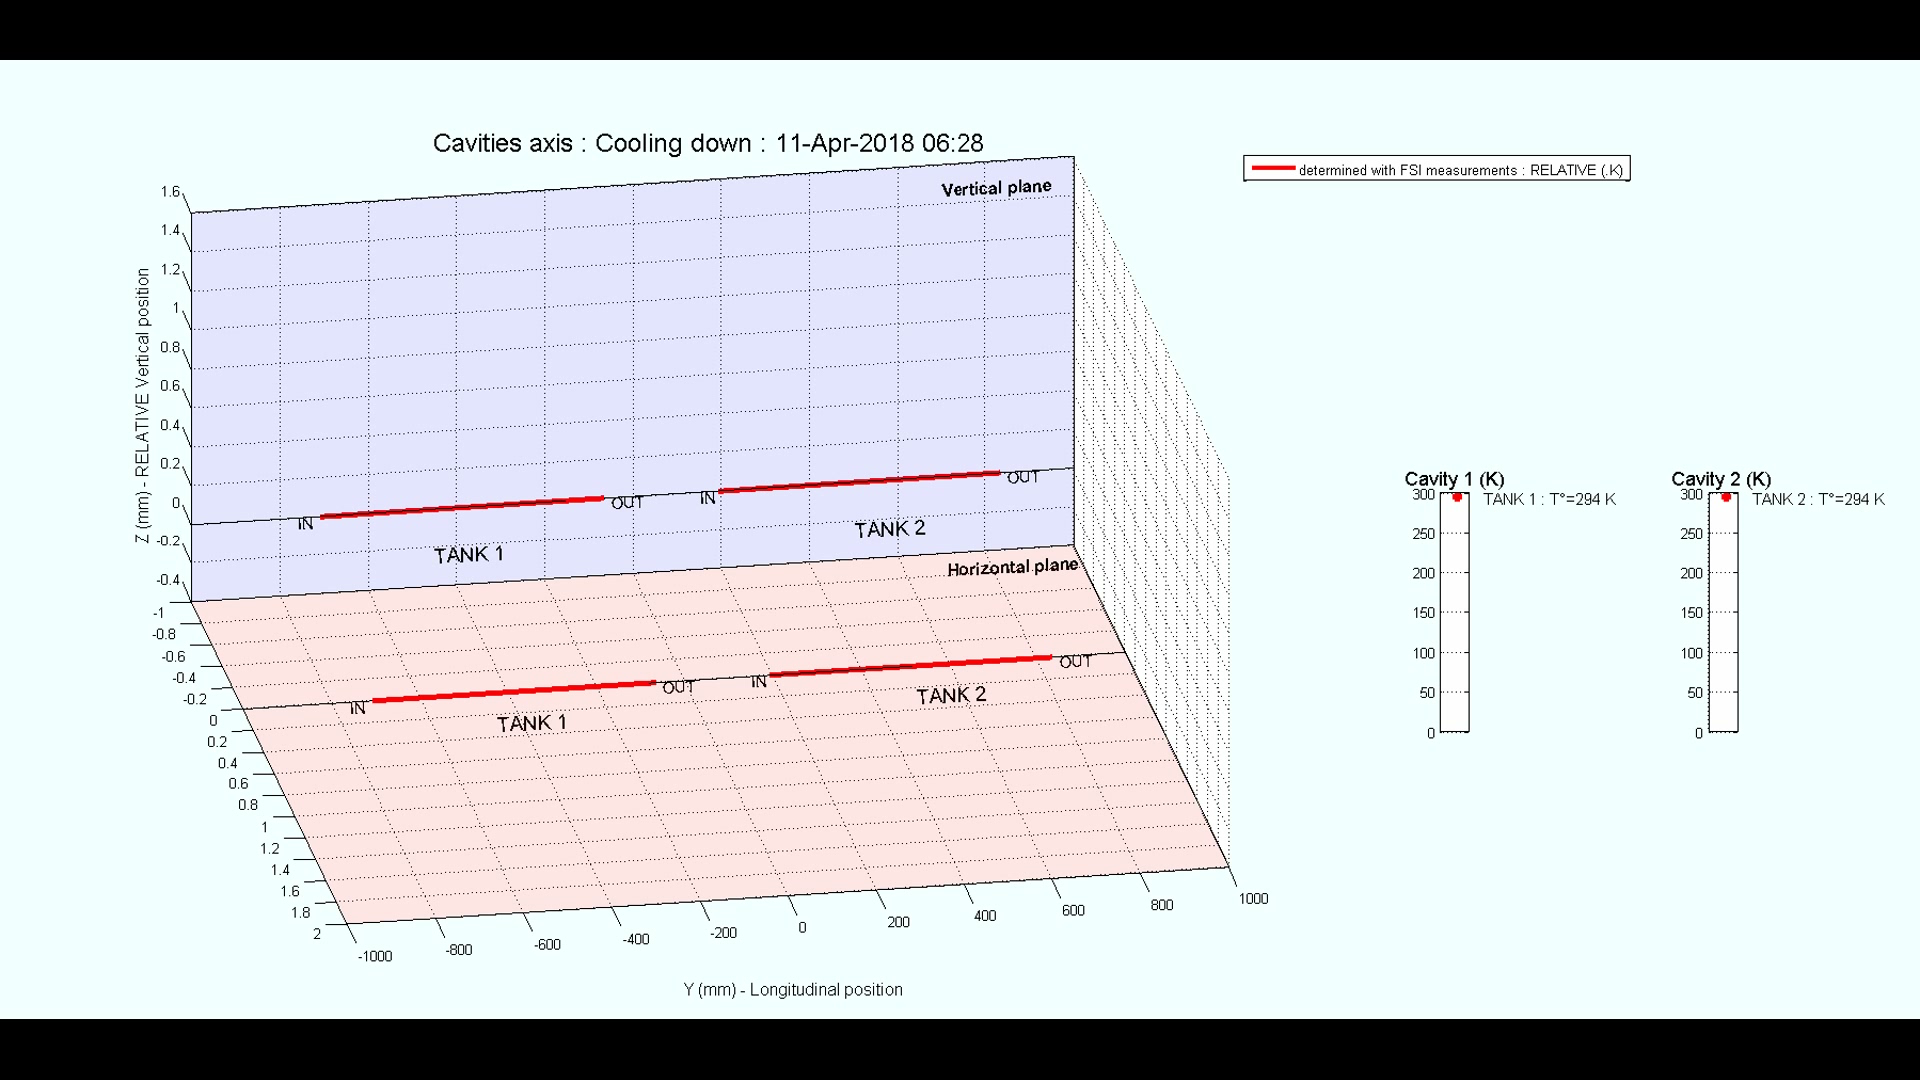 Cavities axis : Cooling down : 11-Apr-2018 06:28
determined with FSI measurements : RELATIVE (.K)
Vertical plane
Z (mm) - RELATIVE Vertical position
1.6
1.4
1.2
1
0.8
0.6
0.4
0.2
0
-0.2
-0.4
IN
OUT
IN
OUT
TANK 1
TANK 2
Horizontal plane
-1
-0.8
-0.6
-0.4
-0.2
0
0.2
0.4
0.6
0.8
1
1.2
1.4
1.6
1.8
2
IN
OUT
IN
OUT
TANK 1
TANK 2
-1000
-800
-600
-400
-200
0
200
400
600
800
1000
Y (mm) - Longitudinal position
Cavity 1 (K)
300
250
200
150
100
50
0
TANK 1 : T°=294 K
Cavity 2 (K)
300
250
200
150
100
50
0
TANK 2 : T°=294 K